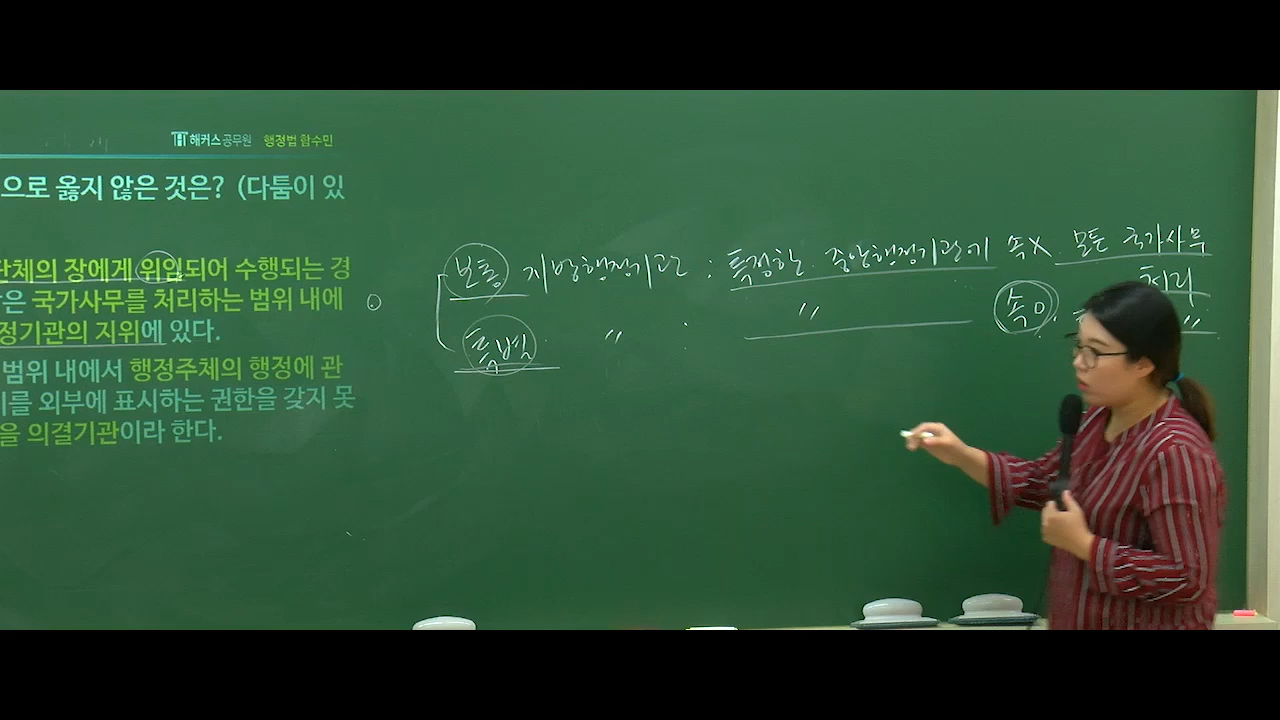 해커스공무원 행정법 함수민
으로 옳지 않은 것은? (다툼이 있
단체의 장에게 위임되어 수행되는 경
은 국가사무를 처리하는 범위 내에
정기관의 지위에 있다.
범위 내에서 행정주체의 행정에 관
를 외부에 표시하는 권한을 갖지 못
을 의결기관이라 한다.
보통 지방행정기관 : 특정한 중앙행정기관에 속X 모든 국가사무
처리
특별 〃 : 〃 속O 〃